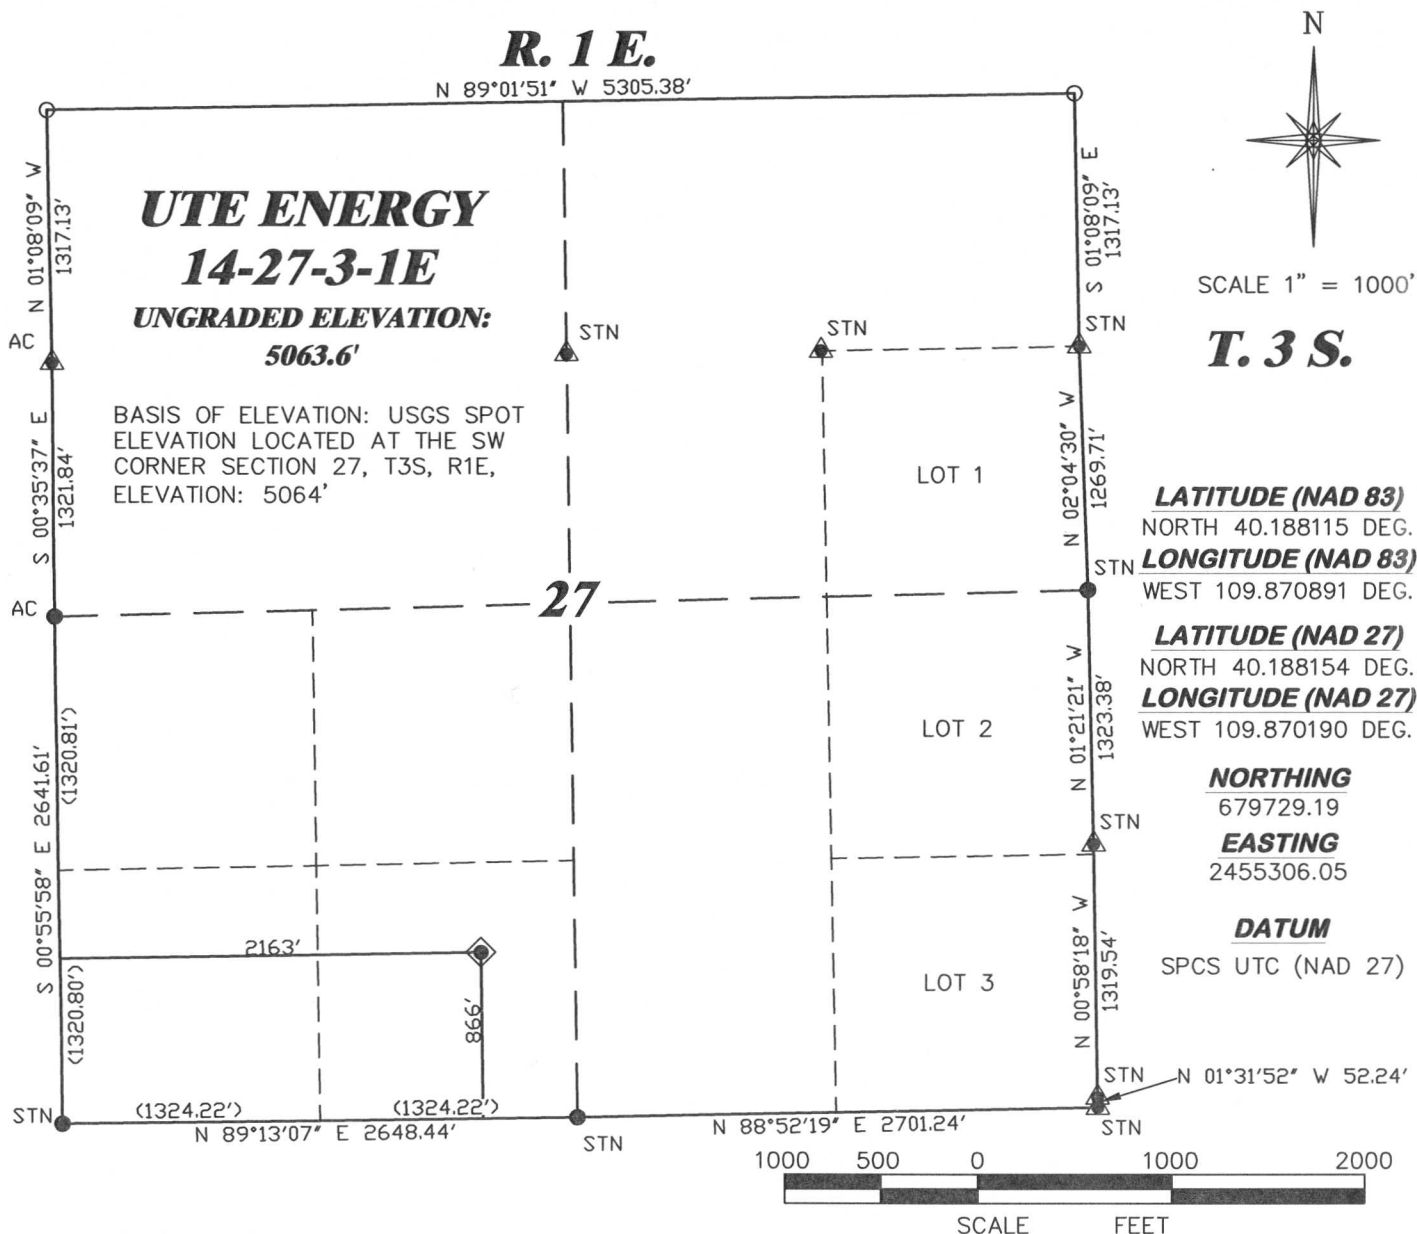 R. 1 E.
N 89°01'51" W 5305.38'
N
N 01°08'09" W
1317.13'
S 01°08'09" E
1317.13'
UTE ENERGY
14-27-3-1E
UNGRADED ELEVATION:
5063.6'
SCALE 1" = 1000'
T. 3 S.
AC
STN
STN
STN
BASIS OF ELEVATION: USGS SPOT
ELEVATION LOCATED AT THE SW
CORNER SECTION 27, T3S, R1E,
ELEVATION: 5064'
S 00°35'37" E
1321.84'
LOT 1
N 02°04'30" W
1269.71'
LATITUDE (NAD 83)
NORTH 40.188115 DEG.
LONGITUDE (NAD 83)
WEST 109.870891 DEG.
STN
AC
27
LATITUDE (NAD 27)
NORTH 40.188154 DEG.
LONGITUDE (NAD 27)
WEST 109.870190 DEG.
S 00°55'58" E 2641.61'
(1320.81')
LOT 2
N 01°21'21" W
1323.38'
NORTHING
679729.19
EASTING
2455306.05
STN
DATUM
SPCS UTC (NAD 27)
2163'
866'
(1320.80')
LOT 3
N 00°58'18" W
1319.54'
STN
N 01°31'52" W 52.24'
STN
(1324.22')
(1324.22')
N 89°13'07" E 2648.44'
STN
N 88°52'19" E 2701.24'
STN
1000 500 0 1000 2000
SCALE FEET